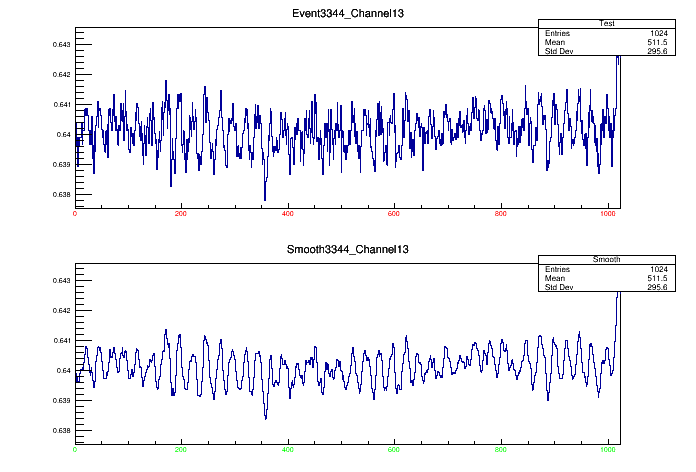 Event3344_Channel13
Test
Entries 1024
Mean 511.5
Std Dev 295.6
0.643
0.642
0.641
0.64
0.639
0.638
0 200 400 600 800 1000
Smooth3344_Channel13
Smooth
Entries 1024
Mean 511.5
Std Dev 295.6
0.643
0.642
0.641
0.64
0.639
0.638
0 200 400 600 800 1000